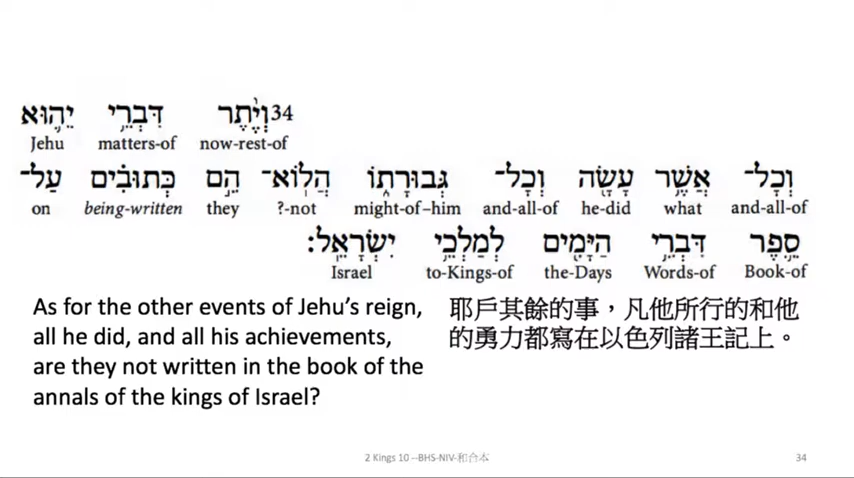 34 וְיֶ֨תֶר דִּבְרֵ֤י יֵהוּא֙
now-rest-of matters-of Jehu
וְכָל־ אֲשֶׁ֣ר עָשָׂ֔ה וְכָל־ גְּבוּרָת֑וֹ הֲלוֹא־ הֵ֣ם כְּתוּבִ֗ים עַל־
and-all-of what he-did and-all-of might-of–him ?-not they being-written on
סֵ֛פֶר דִּבְרֵ֥י הַיָּמִ֖ים לְמַלְכֵ֥י יִשְׂרָאֵֽל׃
Book-of Words-of the-Days to-Kings-of Israel
As for the other events of Jehu’s reign,
all he did, and all his achievements,
are they not written in the book of the
annals of the kings of Israel?
耶戶其餘的事，凡他所行的和他
的勇力都寫在以色列諸王記上。
2 Kings 10 --BHS-NIV-和合本
34